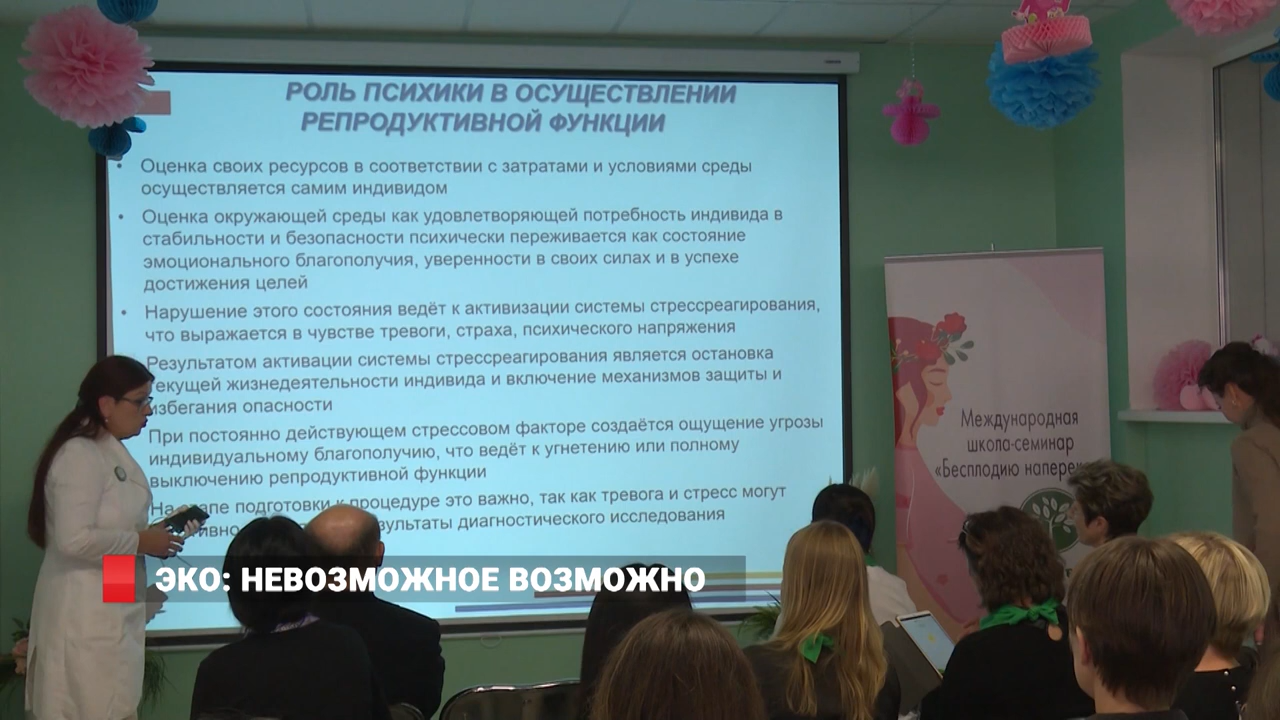 РОЛЬ ПСИХИКИ В ОСУЩЕСТВЛЕНИИ
РЕПРОДУКТИВНОЙ ФУНКЦИИ
• Оценка своих ресурсов в соответствии с затратами и условиями среды
осуществляется самим индивидом
• Оценка окружающей среды как удовлетворяющей потребность индивида в
стабильности и безопасности психически переживается как состояние
эмоционального благополучия, уверенности в своих силах и в успехе
достижения целей
• Нарушение этого состояния ведёт к активизации системы стрессреагирования,
что выражается в чувстве тревоги, страха, психического напряжения
Результатом активации системы стрессреагирования является остановка
текущей жизнедеятельности индивида и включение механизмов защиты и
избегания опасности
При постоянно действующем стрессовом факторе создаётся ощущение угрозы
индивидуальному благополучию, что ведёт к угнетению или полному
выключению репродуктивной функции
На этапе подготовки к процедуре это важно, так как тревога и стресс могут
результаты диагностического исследования
Международная
школа-семинар
«Бесплодию
ЭКО: НЕВОЗМОЖНОЕ ВОЗМОЖНО